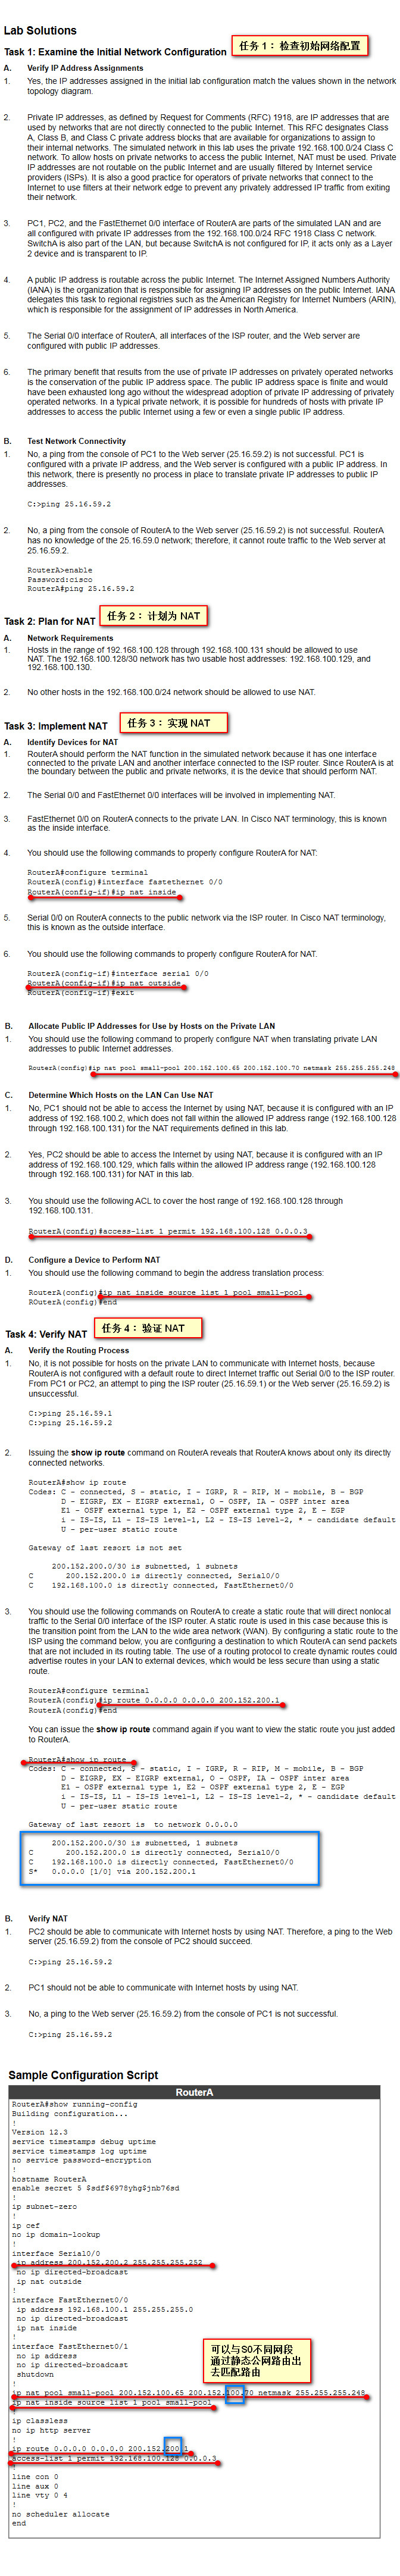 Lab Solutions
Task 1: Examine the Initial Network Configuration
任务 1： 检查初始网络配置
A. Verify IP Address Assignments
1. Yes, the IP addresses assigned in the initial lab configuration match the values shown in the network
topology diagram.
2. Private IP addresses, as defined by Request for Comments (RFC) 1918, are IP addresses that are
used by networks that are not directly connected to the public Internet. This RFC designates Class
A, Class B, and Class C private address blocks that are available for organizations to assign to
their internal networks. The simulated network in this lab uses the private 192.168.100.0/24 Class C
network. To allow hosts on private networks to access the public Internet, NAT must be used. Private
IP addresses are not routable on the public Internet and are usually filtered by Internet service
providers (ISPs). It is also a good practice for operators of private networks that connect to the
Internet to use filters at their network edge to prevent any privately addressed IP traffic from exiting
their network.
3. PC1, PC2, and the FastEthernet 0/0 interface of RouterA are parts of the simulated LAN and are
all configured with private IP addresses from the 192.168.100.0/24 RFC 1918 Class C network.
SwitchA is also part of the LAN, but because SwitchA is not configured for IP, it acts only as a Layer
2 device and is transparent to IP.
4. A public IP address is routable across the public Internet. The Internet Assigned Numbers Authority
(IANA) is the organization that is responsible for assigning IP addresses on the public Internet. IANA
delegates this task to regional registries such as the American Registry for Internet Numbers (ARIN),
which is responsible for the assignment of IP addresses in North America.
5. The Serial 0/0 interface of RouterA, all interfaces of the ISP router, and the Web server are
configured with public IP addresses.
6. The primary benefit that results from the use of private IP addresses on privately operated networks
is the conservation of the public IP address space. The public IP address space is finite and would
have been exhausted long ago without the widespread adoption of private IP addressing of privately
operated networks. In a typical private network, it is possible for hundreds of hosts with private IP
addresses to access the public Internet using a few or even a single public IP address.
B. Test Network Connectivity
1. No, a ping from the console of PC1 to the Web server (25.16.59.2) is not successful. PC1 is
configured with a private IP address, and the Web server is configured with a public IP address. In
this network, there is presently no process in place to translate private IP addresses to public IP
addresses.
C:>ping 25.16.59.2
2. No, a ping from the console of RouterA to the Web server (25.16.59.2) is not successful. RouterA
has no knowledge of the 25.16.59.0 network; therefore, it cannot route traffic to the Web server at
25.16.59.2.
RouterA>enable
Password:cisco
RouterA#ping 25.16.59.2
Task 2: Plan for NAT
任务 2： 计划为 NAT
A. Network Requirements
1. Hosts in the range of 192.168.100.128 through 192.168.100.131 should be allowed to use
NAT. The 192.168.100.128/30 network has two usable host addresses: 192.168.100.129, and
192.168.100.130.
2. No other hosts in the 192.168.100.0/24 network should be allowed to use NAT.
Task 3: Implement NAT
任务 3： 实现 NAT
A. Identify Devices for NAT
1. RouterA should perform the NAT function in the simulated network because it has one interface
connected to the private LAN and another interface connected to the ISP router. Since RouterA is at
the boundary between the public and private networks, it is the device that should perform NAT.
2. The Serial 0/0 and FastEthernet 0/0 interfaces will be involved in implementing NAT.
3. FastEthernet 0/0 on RouterA connects to the private LAN. In Cisco NAT terminology, this is known
as the inside interface.
4. You should use the following commands to properly configure RouterA for NAT:
RouterA#configure terminal
RouterA(config)#interface fastethernet 0/0
RouterA(config-if)#ip nat inside
5. Serial 0/0 on RouterA connects to the public network via the ISP router. In Cisco NAT terminology,
this is known as the outside interface.
6. You should use the following commands to properly configure RouterA for NAT.
RouterA(config-if)#interface serial 0/0
RouterA(config-if)#ip nat outside
RouterA(config-if)#exit
B. Allocate Public IP Addresses for Use by Hosts on the Private LAN
1. You should use the following command to properly configure NAT when translating private LAN
addresses to public Internet addresses.
RouterA(config)#ip nat pool small-pool 200.152.100.65 200.152.100.70 netmask 255.255.255.248
C. Determine Which Hosts on the LAN Can Use NAT
1. No, PC1 should not be able to access the Internet by using NAT, because it is configured with an IP
address of 192.168.100.2, which does not fall within the allowed IP address range (192.168.100.128
through 192.168.100.131) for the NAT requirements defined in this lab.
2. Yes, PC2 should be able to access the Internet by using NAT, because it is configured with an IP
address of 192.168.100.129, which falls within the allowed IP address range (192.168.100.128
through 192.168.100.131) for NAT in this lab.
3. You should use the following ACL to cover the host range of 192.168.100.128 through
192.168.100.131.
RouterA(config)#access-list 1 permit 192.168.100.128 0.0.0.3
D. Configure a Device to Perform NAT
1. You should use the following command to begin the address translation process:
RouterA(config)#ip nat inside source list 1 pool small-pool
ROuterA(config)#end
Task 4: Verify NAT
任务 4： 验证 NAT
A. Verify the Routing Process
1. No, it is not possible for hosts on the private LAN to communicate with Internet hosts, because
RouterA is not configured with a default route to direct Internet traffic out Serial 0/0 to the ISP router.
From PC1 or PC2, an attempt to ping the ISP router (25.16.59.1) or the Web server (25.16.59.2) is
unsuccessful.
C:>ping 25.16.59.1
C:>ping 25.16.59.2
2. Issuing the show ip route command on RouterA reveals that RouterA knows about only its directly
connected networks.
RouterA#show ip route
Codes: C - connected, S - static, I - IGRP, R - RIP, M - mobile, B - BGP
D - EIGRP, EX - EIGRP external, O - OSPF, IA - OSPF inter area
E1 - OSPF external type 1, E2 - OSPF external type 2, E - EGP
i - IS-IS, L1 - IS-IS level-1, L2 - IS-IS level-2, * - candidate default
U - per-user static route
Gateway of last resort is not set
200.152.200.0/30 is subnetted, 1 subnets
C 200.152.200.0 is directly connected, Serial0/0
C 192.168.100.0 is directly connected, FastEthernet0/0
3. You should use the following commands on RouterA to create a static route that will direct nonlocal
traffic to the Serial 0/0 interface of the ISP router. A static route is used in this case because this is
the transition point from the LAN to the wide area network (WAN). By configuring a static route to the
ISP using the command below, you are configuring a destination to which RouterA can send packets
that are not included in its routing table. The use of a routing protocol to create dynamic routes could
advertise routes in your LAN to external devices, which would be less secure than using a static
route.
RouterA#configure terminal
RouterA(config)#ip route 0.0.0.0 0.0.0.0 200.152.200.1
RouterA(config)#end
You can issue the show ip route command again if you want to view the static route you just added
to RouterA.
RouterA#show ip route
Codes: C - connected, S - static, I - IGRP, R - RIP, M - mobile, B - BGP
D - EIGRP, EX - EIGRP external, O - OSPF, IA - OSPF inter area
E1 - OSPF external type 1, E2 - OSPF external type 2, E - EGP
i - IS-IS, L1 - IS-IS level-1, L2 - IS-IS level-2, * - candidate default
U - per-user static route
Gateway of last resort is to network 0.0.0.0
200.152.200.0/30 is subnetted, 1 subnets
C 200.152.200.0 is directly connected, Serial0/0
C 192.168.100.0 is directly connected, FastEthernet0/0
S* 0.0.0.0 [1/0] via 200.152.200.1
B. Verify NAT
1. PC2 should be able to communicate with Internet hosts by using NAT. Therefore, a ping to the Web
server (25.16.59.2) from the console of PC2 should succeed.
C:>ping 25.16.59.2
2. PC1 should not be able to communicate with Internet hosts by using NAT.
3. No, a ping to the Web server (25.16.59.2) from the console of PC1 is not successful.
C:>ping 25.16.59.2
Sample Configuration Script
RouterA
RouterA#show running-config
Building configuration...
!
Version 12.3
service timestamps debug uptime
service timestamps log uptime
no service password-encryption
!
hostname RouterA
enable secret 5 $sdf$6978yhg$jnb76sd
!
ip subnet-zero
!
ip cef
no ip domain-lookup
!
interface Serial0/0
ip address 200.152.200.2 255.255.255.252
no ip directed-broadcast
ip nat outside
!
interface FastEthernet0/0
ip address 192.168.100.1 255.255.255.0
no ip directed-broadcast
ip nat inside
!
interface FastEthernet0/1
no ip address
no ip directed-broadcast
shutdown
!
可以与S0不同网段
通过静态公网路由出
去匹配路由
ip nat pool small-pool 200.152.100.65 200.152.100.70 netmask 255.255.255.248
ip nat inside source list 1 pool small-pool
!
ip classless
no ip http server
!
ip route 0.0.0.0 0.0.0.0 200.152.200.1
access-list 1 permit 192.168.100.128 0.0.0.3
!
line con 0
line aux 0
line vty 0 4
!
no scheduler allocate
end